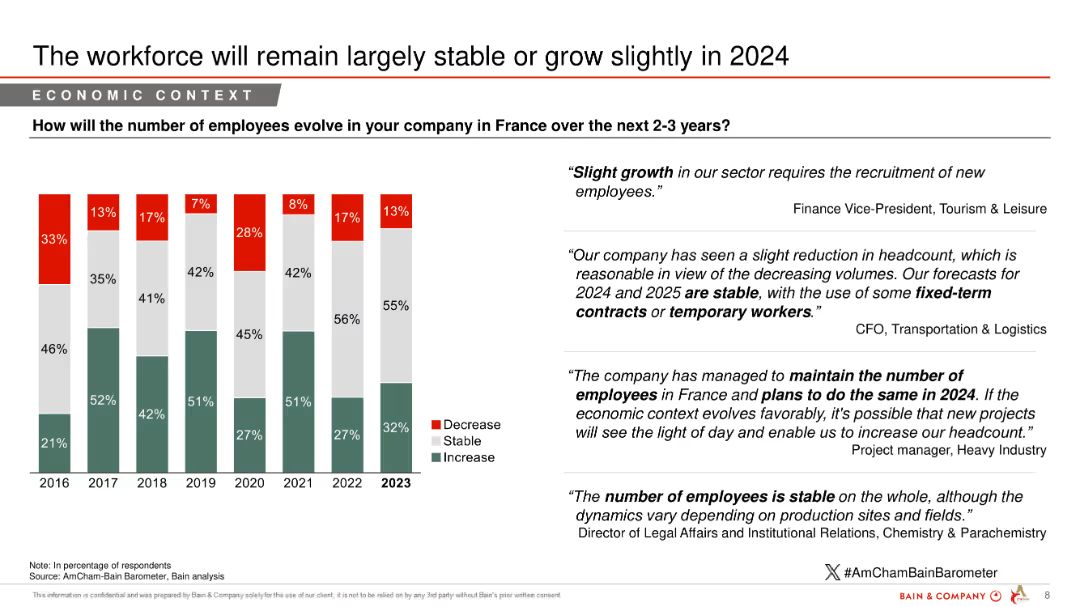 The workforce will remain largely stable or grow slightly in 2024
ECONOMIC CONTEXT
How will the number of employees evolve in your company in France over the next 2-3 years?
33% 13% 17% 7% 28% 8% 17% 13%
46% 35% 41% 42% 45% 42% 56% 55%
21% 52% 42% 51% 27% 51% 27% 32%
2016 2017 2018 2019 2020 2021 2022 2023
Decrease
Stable
Increase
“Slight growth in our sector requires the recruitment of new
employees.”
Finance Vice-President, Tourism & Leisure
“Our company has seen a slight reduction in headcount, which is
reasonable in view of the decreasing volumes. Our forecasts for
2024 and 2025 are stable, with the use of some fixed-term
contracts or temporary workers.”
CFO, Transportation & Logistics
“The company has managed to maintain the number of
employees in France and plans to do the same in 2024. If the
economic context evolves favorably, it's possible that new projects
will see the light of day and enable us to increase our headcount.”
Project manager, Heavy Industry
“The number of employees is stable on the whole, although the
dynamics vary depending on production sites and fields.”
Director of Legal Affairs and Institutional Relations, Chemistry & Parachemistry
Note: In percentage of respondents
Source: AmCham-Bain Barometer, Bain analysis
#AmChamBainBarometer
This information is confidential and was prepared by Bain & Company solely for the use of our client; it is not to be relied on by any 3rd party without Bain's prior written consent.
BAIN & COMPANY
8